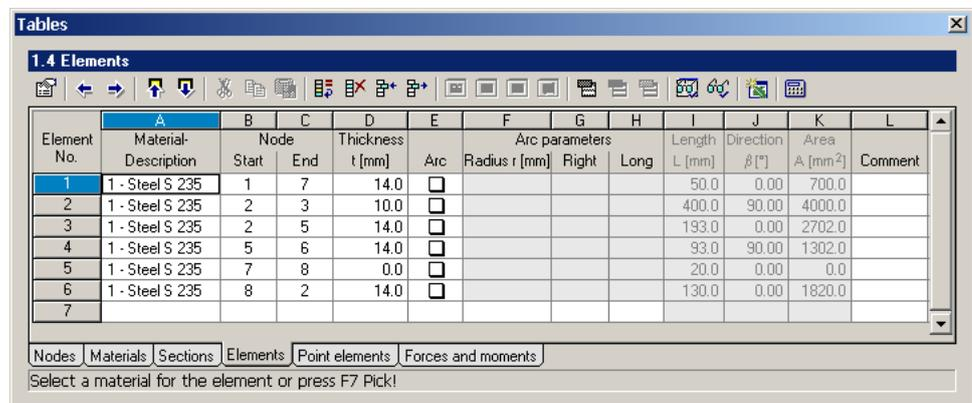 Tables
1.4 Elements
A B C D E F G H I J K L
Element Material- Node Thickness Arc parameters Length Direction Area
No. Description Start End t [mm] Arc Radius r [mm] Right Long L [mm] β [°] A [mm²] Comment
1 1 - Steel S 235 1 7 14.0 50.0 0.00 700.0
2 1 - Steel S 235 2 3 10.0 400.0 90.00 4000.0
3 1 - Steel S 235 2 5 14.0 193.0 0.00 2702.0
4 1 - Steel S 235 5 6 14.0 93.0 90.00 1302.0
5 1 - Steel S 235 7 8 0.0 20.0 0.00 0.0
6 1 - Steel S 235 8 2 14.0 130.0 0.00 1820.0
7
Nodes Materials Sections Elements Point elements Forces and moments
Select a material for the element or press F7 Pick!